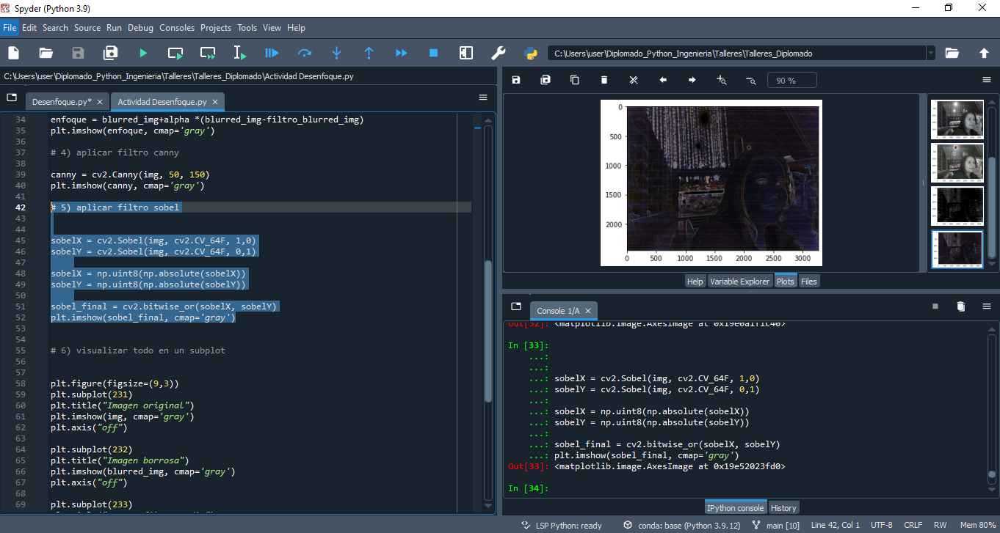 Spyder (Python 3.9)
File Edit Search Source Run Debug Consoles Projects Tools View Help
C:\Users\user\Diplomado_Python_Ingenieria\Talleres\Talleres_Diplomado
C:\Users\user\Diplomado_Python_Ingenieria\Talleres\Talleres_Diplomado\Actividad Desenfoque.py
Desenfoque.py* Actividad Desenfoque.py
34 enfoque = blurred_img+alpha *(blurred_img-filtro_blurred_img)
35 plt.imshow(enfoque, cmap='gray')
36
37 # 4) aplicar filtro canny
38
39 canny = cv2.Canny(img, 50, 150)
40 plt.imshow(canny, cmap='gray')
41
42 # 5) aplicar filtro sobel
43
44
45 sobelX = cv2.Sobel(img, cv2.CV_64F, 1,0)
46 sobelY = cv2.Sobel(img, cv2.CV_64F, 0,1)
47
48 sobelX = np.uint8(np.absolute(sobelX))
49 sobelY = np.uint8(np.absolute(sobelY))
50
51 sobel_final = cv2.bitwise_or(sobelX, sobelY)
52 plt.imshow(sobel_final, cmap='gray')
53
54
55 # 6) visualizar todo en un subplot
56
57
58 plt.figure(figsize=(9,3))
59 plt.subplot(231)
60 plt.title("Imagen original")
61 plt.imshow(img, cmap='gray')
62 plt.axis("off")
63
64 plt.subplot(232)
65 plt.title("Imagen borrosa")
66 plt.imshow(blurred_img, cmap='gray')
67 plt.axis("off")
68
69 plt.subplot(233)
90 %
0
500
1000
1500
2000
0 500 1000 1500 2000 2500 3000
Help Variable Explorer Plots Files
Console 1/A
Out[32]: <matplotlib.image.AxesImage at 0x19e0a1f1c40>
In [33]:
...:
...:
...: sobelX = cv2.Sobel(img, cv2.CV_64F, 1,0)
...: sobelY = cv2.Sobel(img, cv2.CV_64F, 0,1)
...:
...: sobelX = np.uint8(np.absolute(sobelX))
...: sobelY = np.uint8(np.absolute(sobelY))
...:
...: sobel_final = cv2.bitwise_or(sobelX, sobelY)
...: plt.imshow(sobel_final, cmap='gray')
Out[33]: <matplotlib.image.AxesImage at 0x19e52023fd0>
In [34]:
IPython console History
LSP Python: ready conda: base (Python 3.9.12) main [10] Line 42, Col 1 UTF-8 CRLF RW Mem 80%